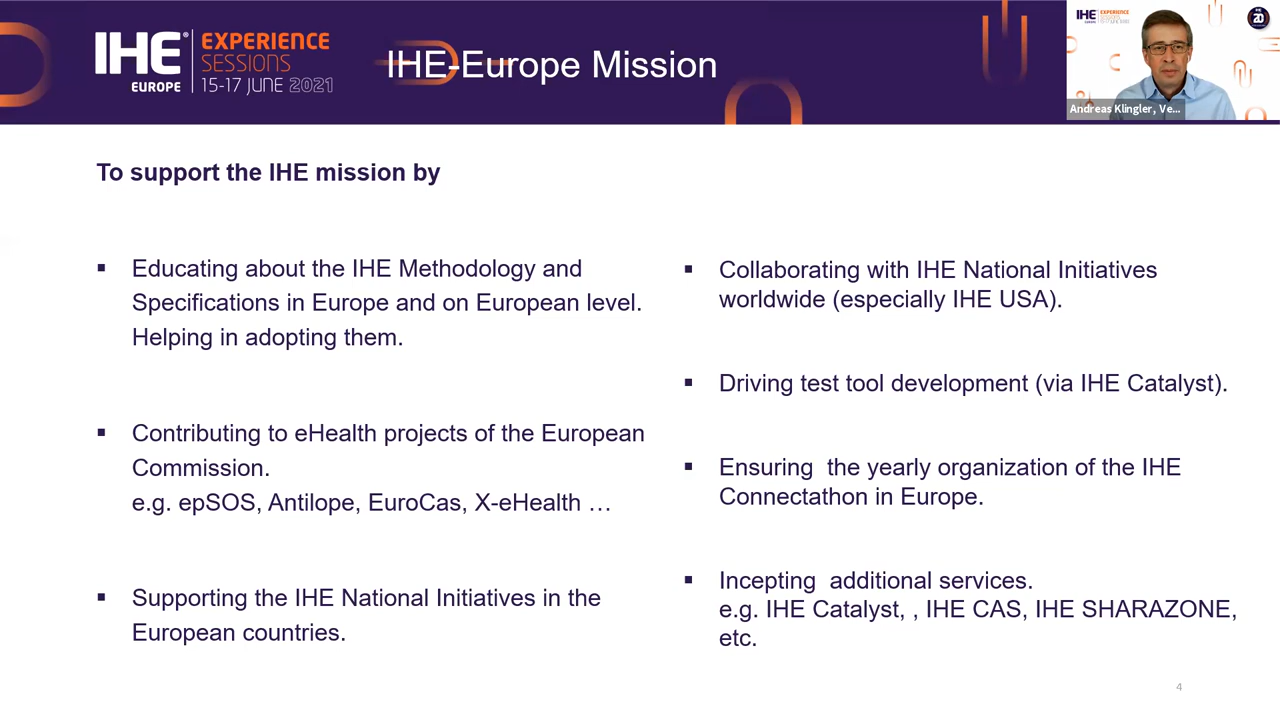 IHE® EUROPE
EXPERIENCE
SESSIONS
15-17 JUNE 2021
IHE-Europe Mission
IHE
EXPERIENCE
Andreas Klingler, Ve...
To support the IHE mission by
▪ Educating about the IHE Methodology and
Specifications in Europe and on European level.
Helping in adopting them.
▪ Contributing to eHealth projects of the European
Commission.
e.g. epSOS, Antilope, EuroCas, X-eHealth …
▪ Supporting the IHE National Initiatives in the
European countries.
▪ Collaborating with IHE National Initiatives
worldwide (especially IHE USA).
▪ Driving test tool development (via IHE Catalyst).
▪ Ensuring  the yearly organization of the IHE
Connectathon in Europe.
▪ Incepting  additional services.
e.g. IHE Catalyst, , IHE CAS, IHE SHARAZONE,
etc.
4